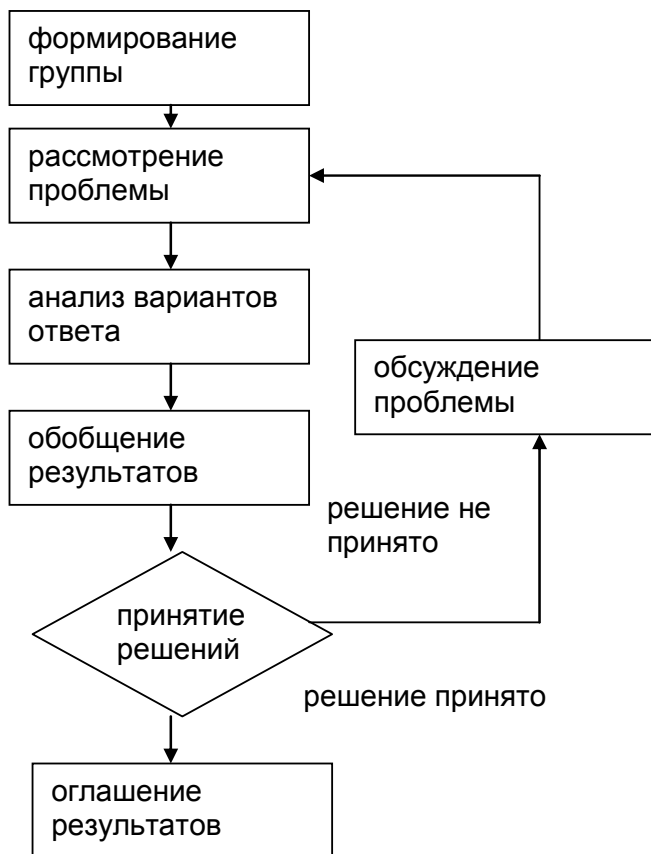 формирование
группы
рассмотрение
проблемы
анализ вариантов
ответа
обсуждение
проблемы
обобщение
результатов
решение не
принято
принятие
решений
решение принято
оглашение
результатов